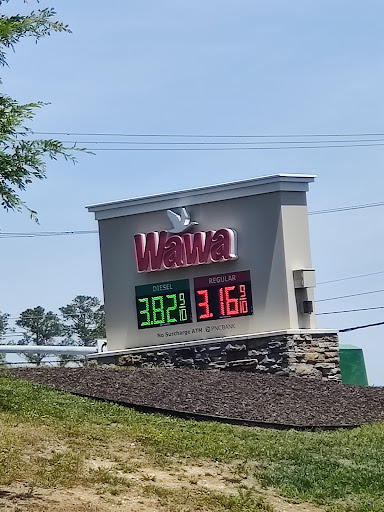 Wawa
DIESEL REGULAR
3.82 9/10 3.16 9/10
No Surcharge ATM PNCBANK